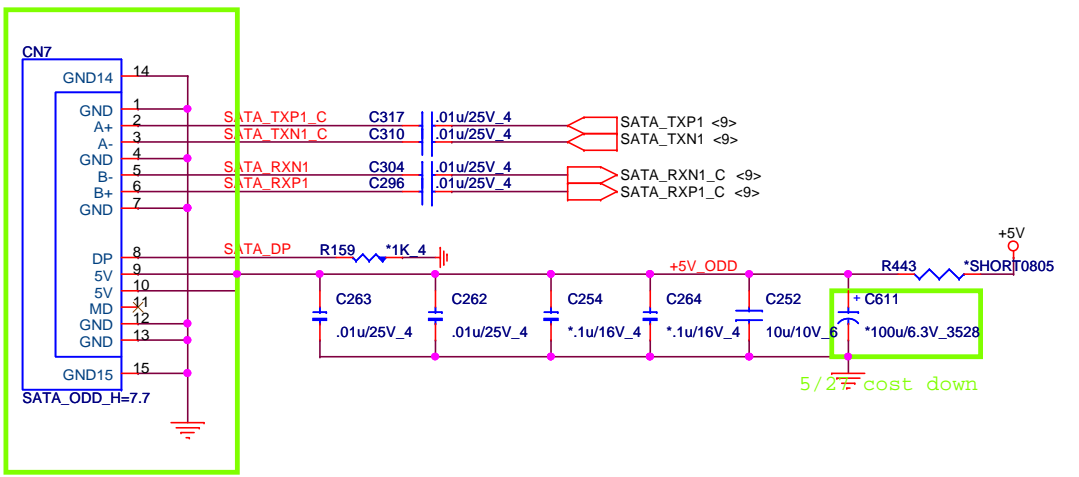 CN7
GND14 14
GND 1
A+ 2 SATA_TXP1_C C317 .01u/25V_4 SATA_TXP1 <9>
A- 3 SATA_TXN1_C C310 .01u/25V_4 SATA_TXN1 <9>
GND 4
B- 5 SATA_RXN1 C304 .01u/25V_4 SATA_RXN1_C <9>
B+ 6 SATA_RXP1 C296 .01u/25V_4 SATA_RXP1_C <9>
GND 7
+5V
DP 8 SATA_DP R159 *1K_4
5V 9 +5V_ODD R443 *SHORT0805
5V 10
MD 11
GND 12
GND 13
GND15 15
SATA_ODD_H=7.7
C263 C262 C254 C264 C252 + C611
.01u/25V_4 .01u/25V_4 *.1u/16V_4 *.1u/16V_4 10u/10V_6 *100u/6.3V_3528
5/27 cost down